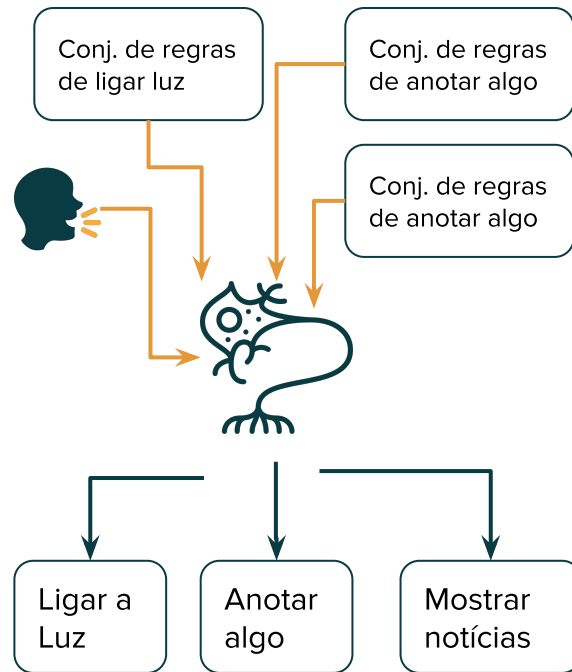 Conj. de regras
de ligar luz
Conj. de regras
de anotar algo
Conj. de regras
de anotar algo
Ligar a
Luz
Anotar
algo
Mostrar
notícias